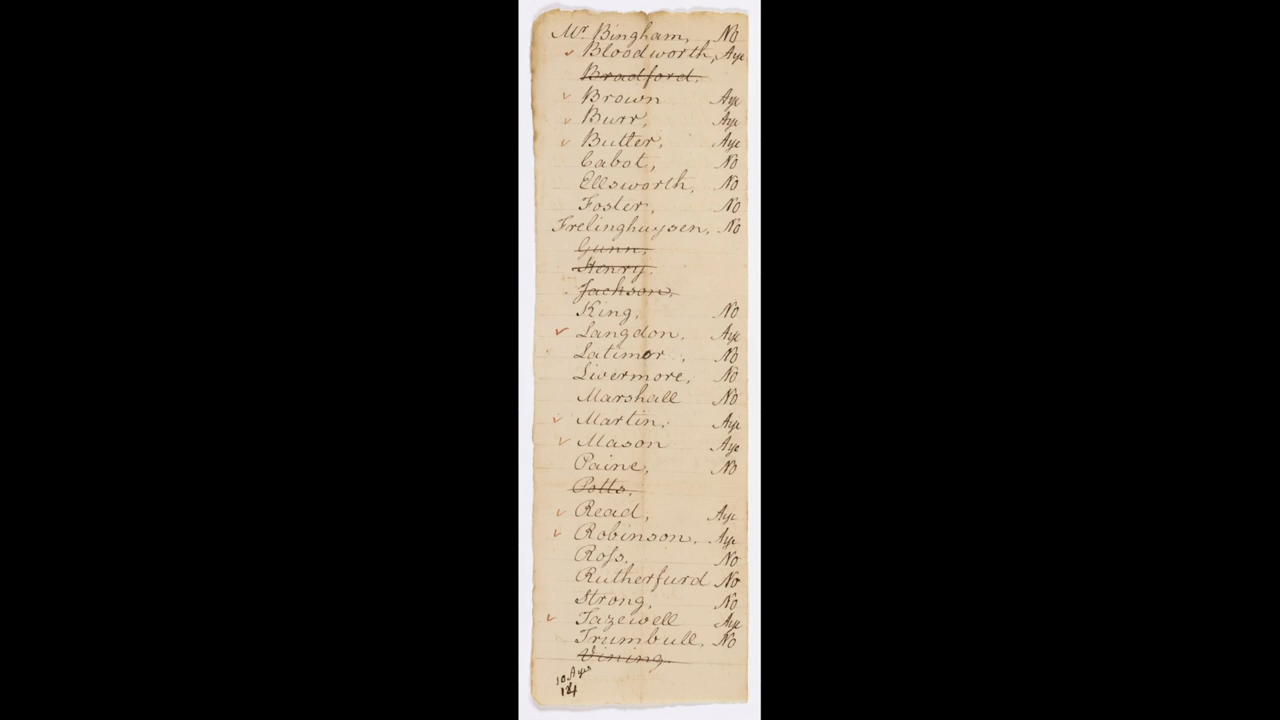 Mr Bingham, No
Bloodworth, Aye
Bradford.
Brown Aye
Burr, Aye
Butler, Aye
Cabot, No
Ellsworth, No
Foster, No
Frelinghuysen, No
Gunn,
Henry.
Jackson.
King, No
Langdon, Aye
Latimer, No
Livermore, No
Marshall No
Martin, Aye
Mason Aye
Paine, No
Potts.
Read, Aye
Robinson, Aye
Roſs. No
Rutherfurd No
Strong, No
Tazewell Aye
Trumbull, No
Vining.
10 Ayes